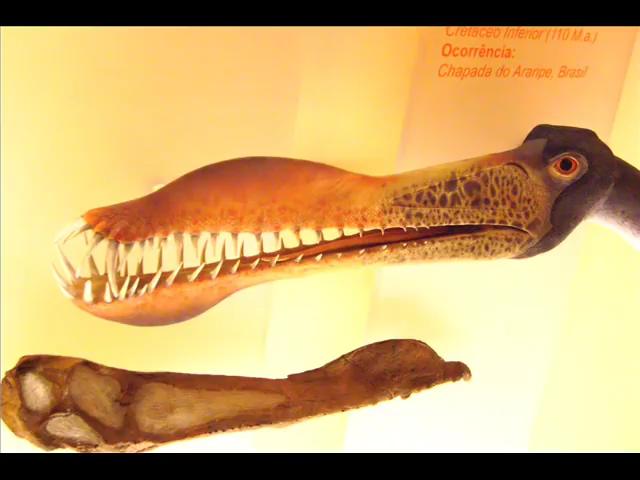 Cretáceo Inferior (110 M.a.)
Ocorrência:
Chapada do Araripe, Brasil